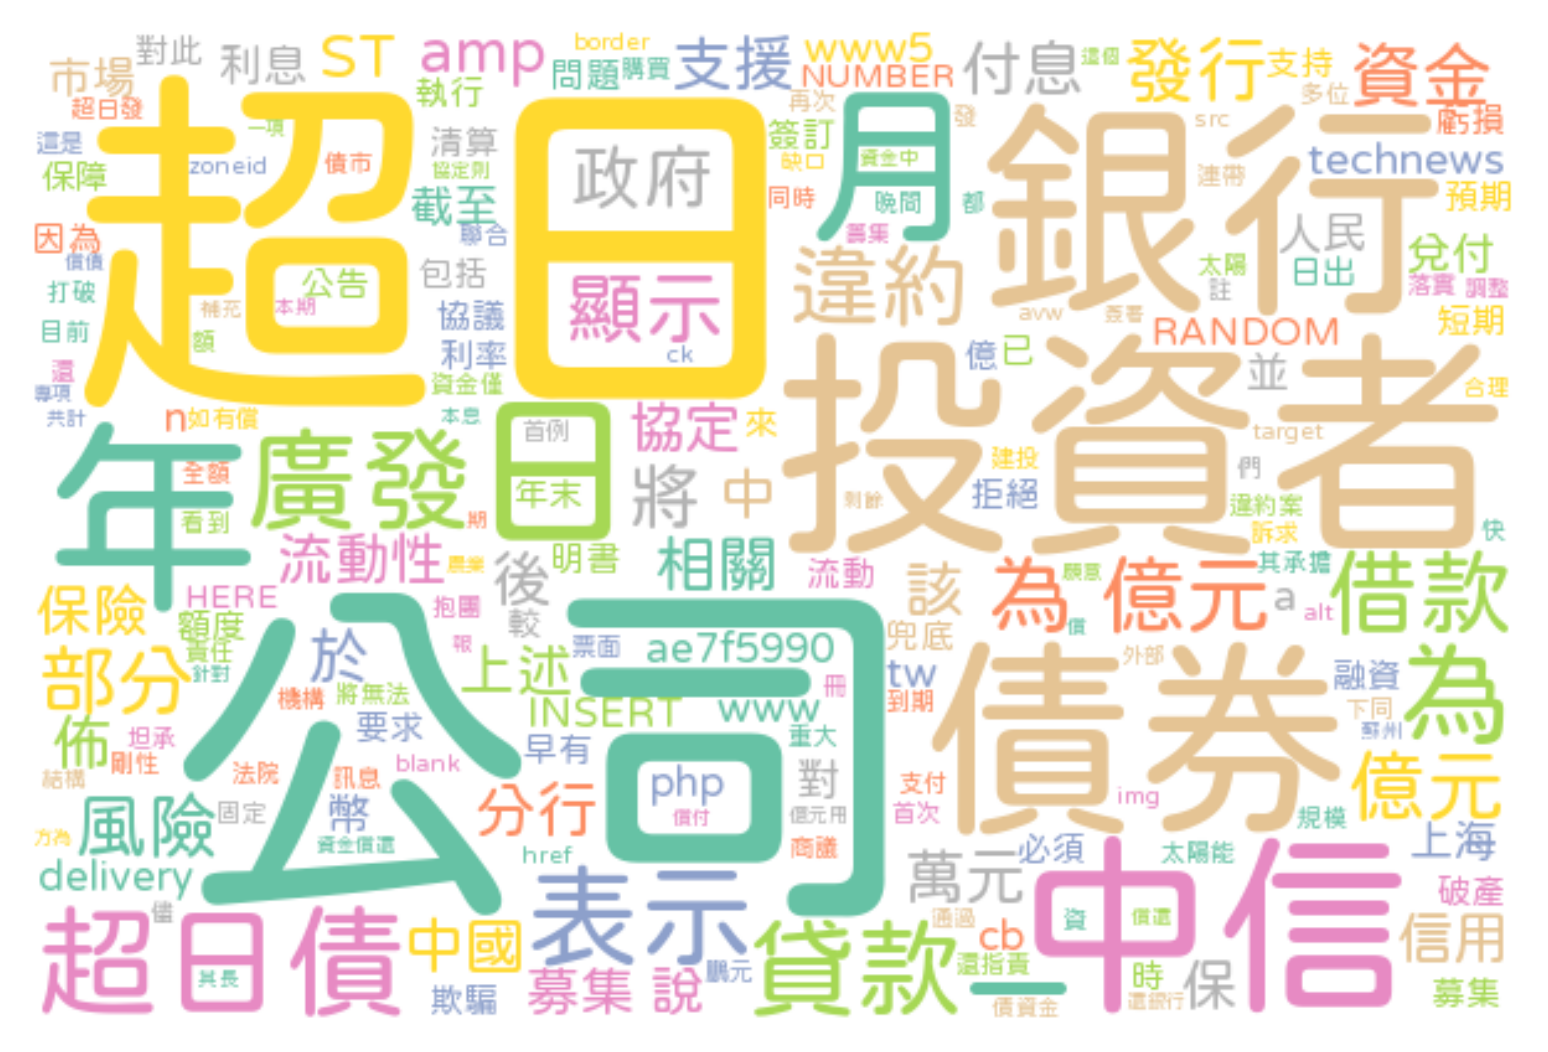 對此
利息
ST
amp
border
問題
購買
支援
www5
NUMBER
付息
這個
發行
支持
資金
市場
超日發
執行
再次
多位
虧損
一項
這是
保障
zoneid
債市
清算
協定則
簽訂
缺口
月
資金中
發
銀行
src
technews
連帶
預期
超日
政府
截至
同時
晚間
都
籌集
因為
償債
聯合
人民
兌付
公告
包括
顯示
違約
太陽
日出
打破
本期
補充
協議
註
落實
調整
目前
額
利率
ck
avw
簽署
RANDOM
短期
還
專項
資金僅
億
已
並
合理
共計
n
如有償
本息
投資者
年
廣發
日
首例
協定
來
target
全額
年末
將
中
建投
們
看到
期
拒絕
剩餘
違約案
訴求
快
流動性
農業
明書
相關
流動
後
該
為
願意
億元
其承擔
借款
保險
HERE
抱團
較
a
alt
額度
責任
公司
報
票面
ae7f5990
兜底
償
部分
針對
於
上述
tw
債券
外部
融資
為
機構
將無法
冊
到期
下同
佈
坦承
要求
INSERT
www
蘇州
剛性
早有
重大
結構
法院
訊息
blank
php
對
支付
億元
img
風險
固定
幣
分行
償付
億元用
首次
規模
方為
資金償還
href
商議
必須
太陽能
上海
delivery
萬元
中信
破產
儘
表示
超日債
其長
中國
貸款
通過
資
償還
信用
cb
鵬元
還指責
欺騙
募集
說
一
債資金
時
還銀行
保
募集